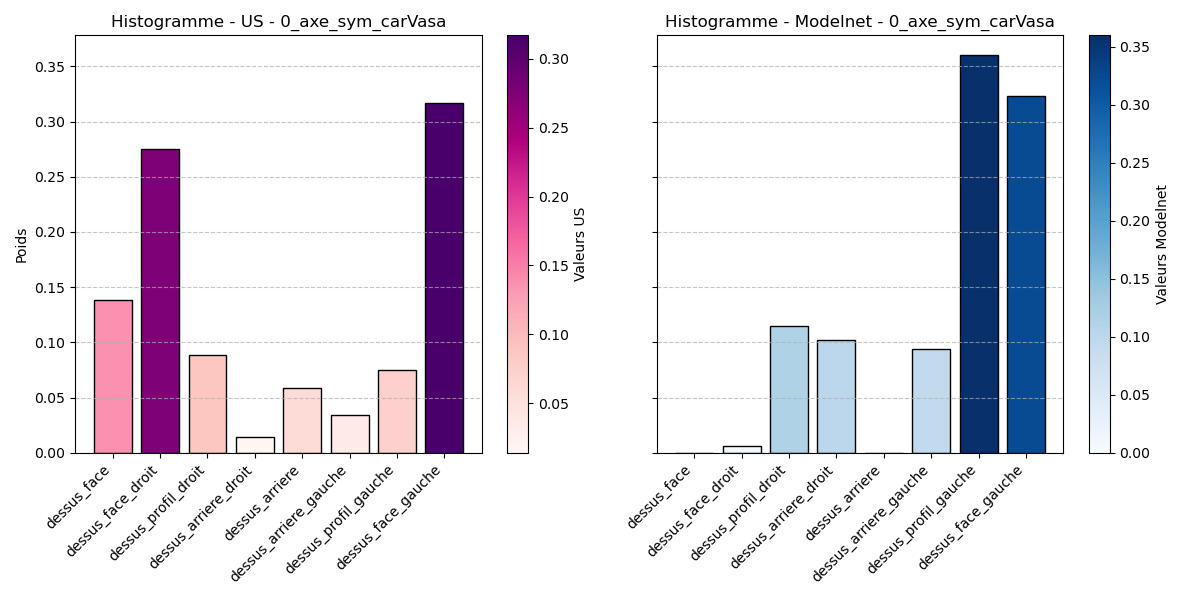 Histogramme - US - 0_axe_sym_carVasa
Poids
0.35
0.30
0.25
0.20
0.15
0.10
0.05
0.00
dessus_face
dessus_face_droit
dessus_profil_droit
dessus_arriere_droit
dessus_arriere
dessus_arriere_gauche
dessus_profil_gauche
dessus_face_gauche
0.30
0.25
0.20
0.15
0.10
0.05
Valeurs US
Histogramme - Modelnet - 0_axe_sym_carVasa
dessus_face
dessus_face_droit
dessus_profil_droit
dessus_arriere_droit
dessus_arriere
dessus_arriere_gauche
dessus_profil_gauche
dessus_face_gauche
0.35
0.30
0.25
0.20
0.15
0.10
0.05
0.00
Valeurs Modelnet